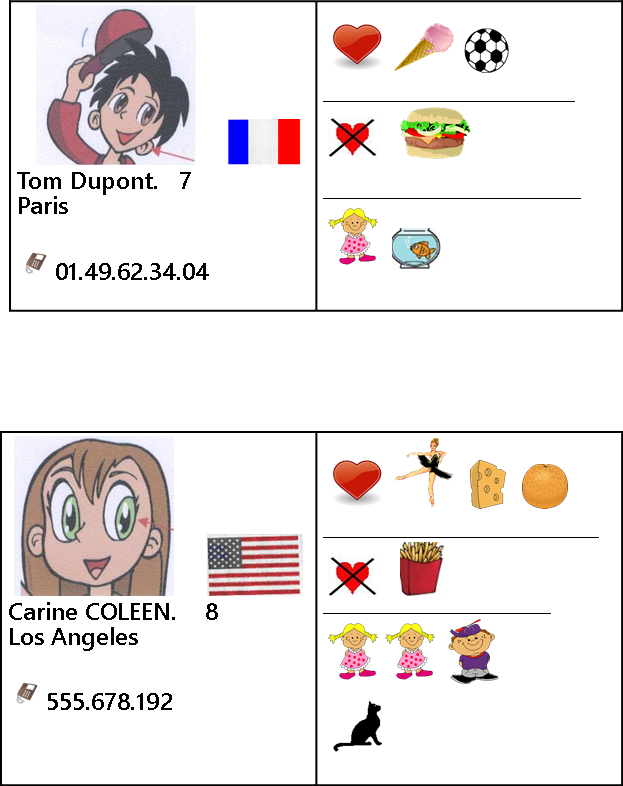 Tom Dupont. 7
Paris
01.49.62.34.04
Carine COLEEN. 8
Los Angeles
555.678.192